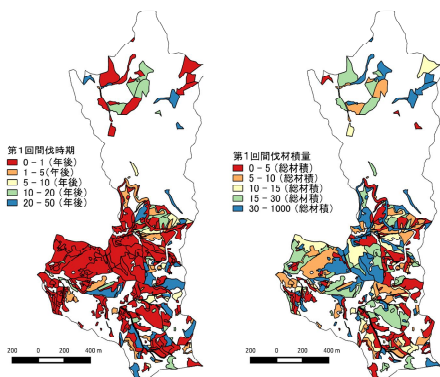 第1回間伐時期
0 - 1 (年後)
1 - 5 (年後)
5 - 10 (年後)
10 - 20 (年後)
20 - 50 (年後)
200 0 200 400 m
第1回間伐材積量
0 - 5 (総材積)
5 - 10 (総材積)
10 - 15 (総材積)
15 - 30 (総材積)
30 - 1000 (総材積)
200 0 200 400 m